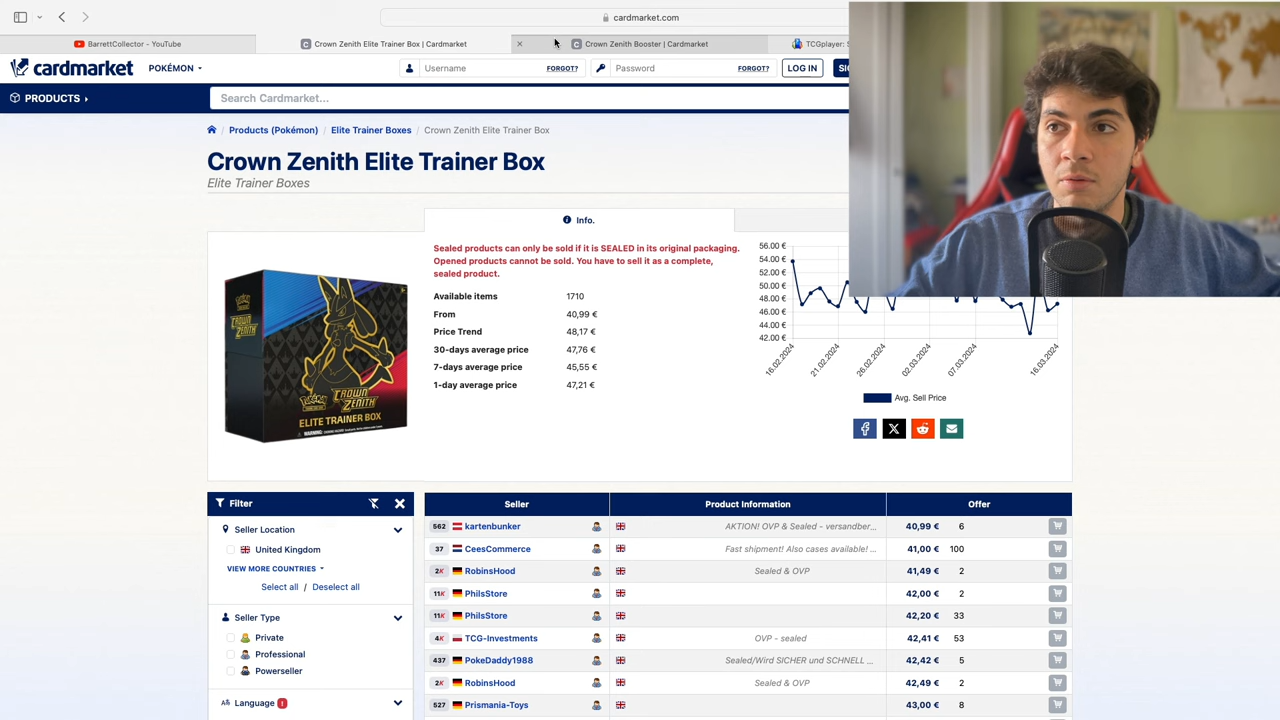 cardmarket.com
BarrettCollector - YouTube
Crown Zenith Elite Trainer Box | Cardmarket
Crown Zenith Booster | Cardmarket
TCGplayer: S
cardmarket
POKÉMON
Username
FORGOT?
Password
FORGOT?
LOG IN
PRODUCTS
Search Cardmarket...
/ Products (Pokémon) / Elite Trainer Boxes / Crown Zenith Elite Trainer Box
Crown Zenith Elite Trainer Box
Elite Trainer Boxes
Info.
Sealed products can only be sold if it is SEALED in its original packaging.
Opened products cannot be sold. You have to sell it as a complete,
sealed product.
Available items 1710
From 40,99 €
Price Trend 48,17 €
30-days average price 47,76 €
7-days average price 45,55 €
1-day average price 47,21 €
56.00 €
54.00 €
52.00 €
50.00 €
48.00 €
46.00 €
44.00 €
42.00 €
16.02.2024
21.02.2024
26.02.2024
02.03.2024
07.03.2024
16.03.2024
Avg. Sell Price
CROWN ZENITH
ELITE TRAINER BOX
Filter
Seller Location
United Kingdom
VIEW MORE COUNTRIES
Select all / Deselect all
Seller Type
Private
Professional
Powerseller
Language !
Seller Product Information Offer
562 kartenbunker AKTION! OVP & Sealed - versandber... 40,99 € 6
37 CeesCommerce Fast shipment! Also cases available! ... 41,00 € 100
2K RobinsHood Sealed & OVP 41,49 € 2
11K PhilsStore 42,00 € 2
11K PhilsStore 42,20 € 33
4K TCG-Investments OVP - sealed 42,41 € 53
437 PokeDaddy1988 Sealed/Wird SICHER und SCHNELL ... 42,42 € 5
2K RobinsHood Sealed & OVP 42,49 € 2
527 Prismania-Toys 43,00 € 8